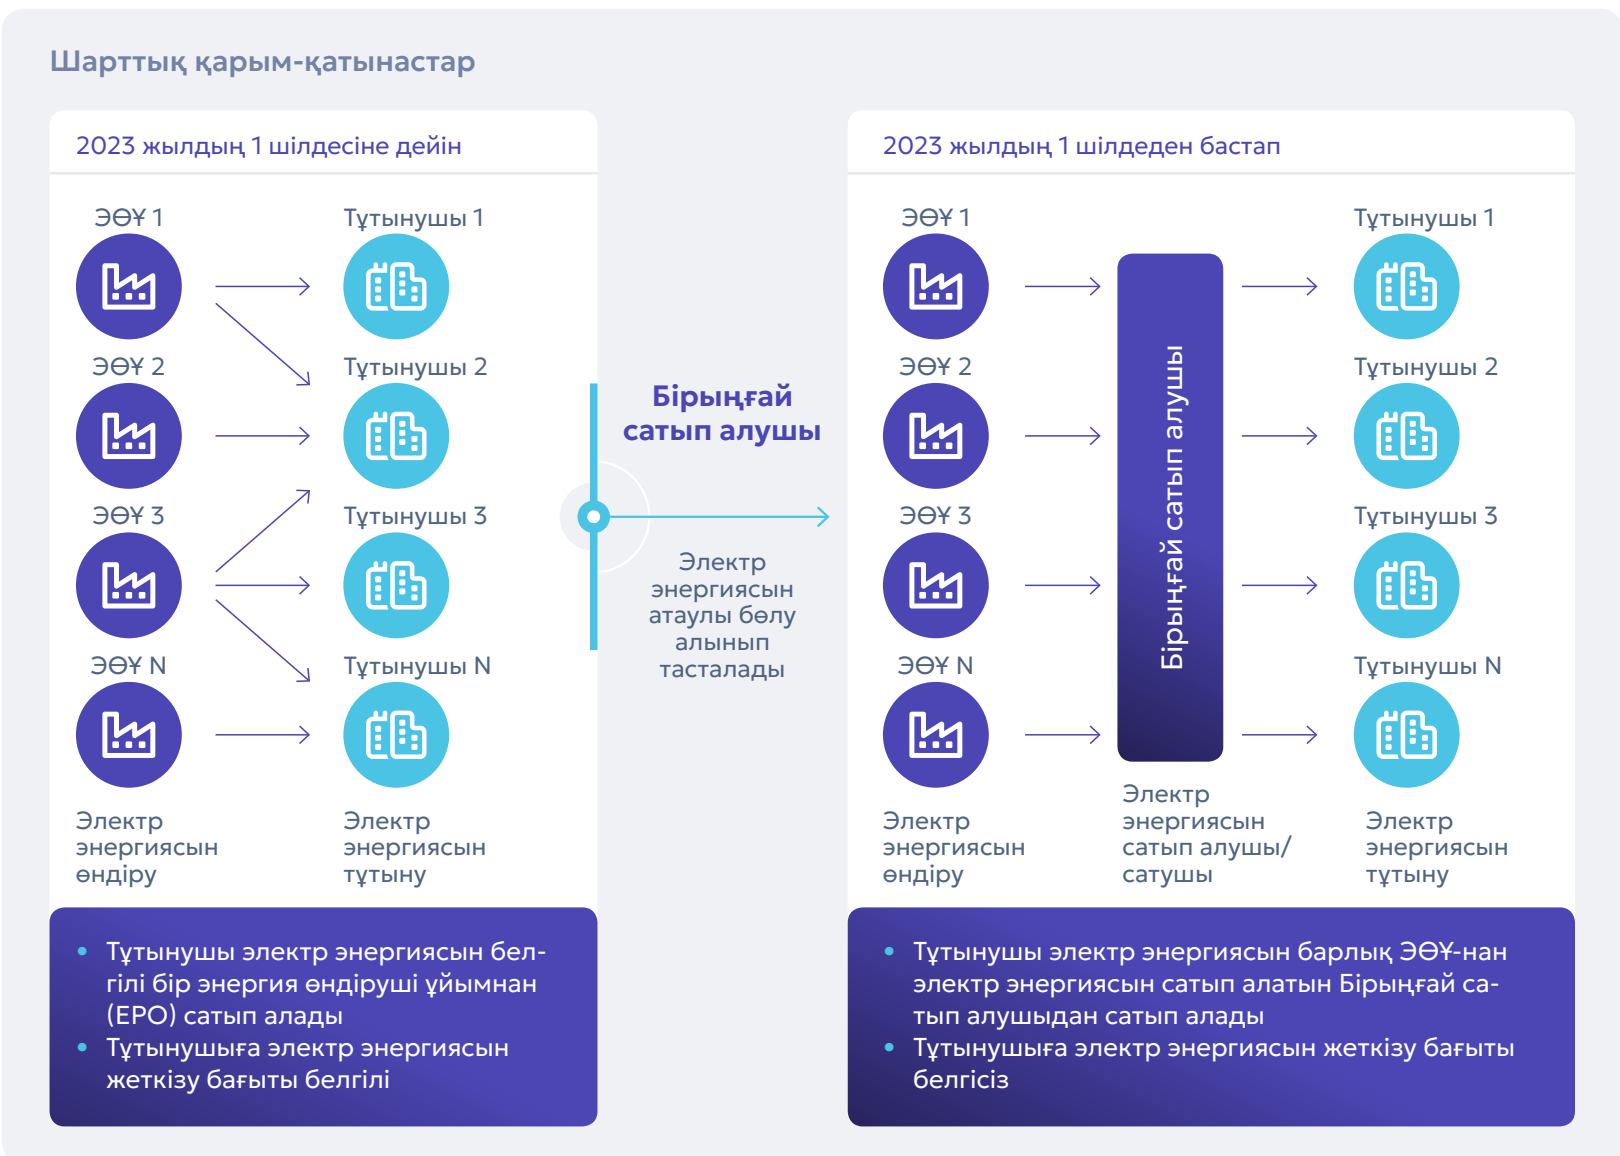 Шарттық қарым-қатынастар
2023 жылдың 1 шілдесіне дейін
ЭӨҰ 1
Тұтынушы 1
ЭӨҰ 2
Тұтынушы 2
ЭӨҰ 3
Тұтынушы 3
ЭӨҰ N
Тұтынушы N
Электр
энергиясын
өндіру
Электр
энергиясын
тұтыну
• Тұтынушы электр энергиясын бел-
гілі бір энергия өндіруші ұйымнан
(ЕРО) сатып алады
• Тұтынушыға электр энергиясын
жеткізу бағыты белгілі
Бірыңғай
сатып алушы
Электр
энергиясын
атаулы бөлу
алынып
тасталады
2023 жылдың 1 шілдеден бастап
ЭӨҰ 1
Тұтынушы 1
ЭӨҰ 2
Тұтынушы 2
ЭӨҰ 3
Тұтынушы 3
ЭӨҰ N
Тұтынушы N
Бірыңғай сатып алушы
Электр
энергиясын
өндіру
Электр
энергиясын
сатып алушы/
сатушы
Электр
энергиясын
тұтыну
• Тұтынушы электр энергиясын барлық ЭӨҰ-нан
электр энергиясын сатып алатын Бірыңғай са-
тып алушыдан сатып алады
• Тұтынушыға электр энергиясын жеткізу бағыты
белгісіз